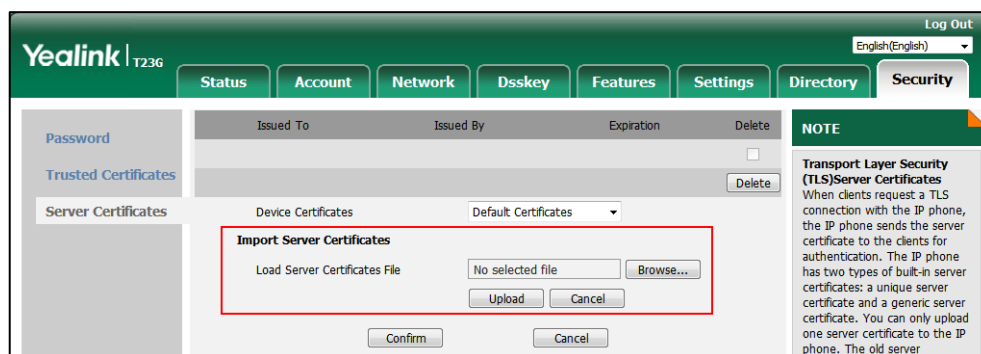 Log Out
Yealink T23G
English(English)
Status Account Network Dsskey Features Settings Directory Security
Password
Trusted Certificates
Server Certificates
Issued To Issued By Expiration Delete
Delete
Device Certificates Default Certificates
Import Server Certificates
Load Server Certificates File No selected file Browse...
Upload Cancel
Confirm Cancel
NOTE
Transport Layer Security
(TLS)Server Certificates
When clients request a TLS
connection with the IP phone,
the IP phone sends the server
certificate to the clients for
authentication. The IP phone
has two types of built-in server
certificates: a unique server
certificate and a generic server
certificate. You can only upload
one server certificate to the IP
phone. The old server